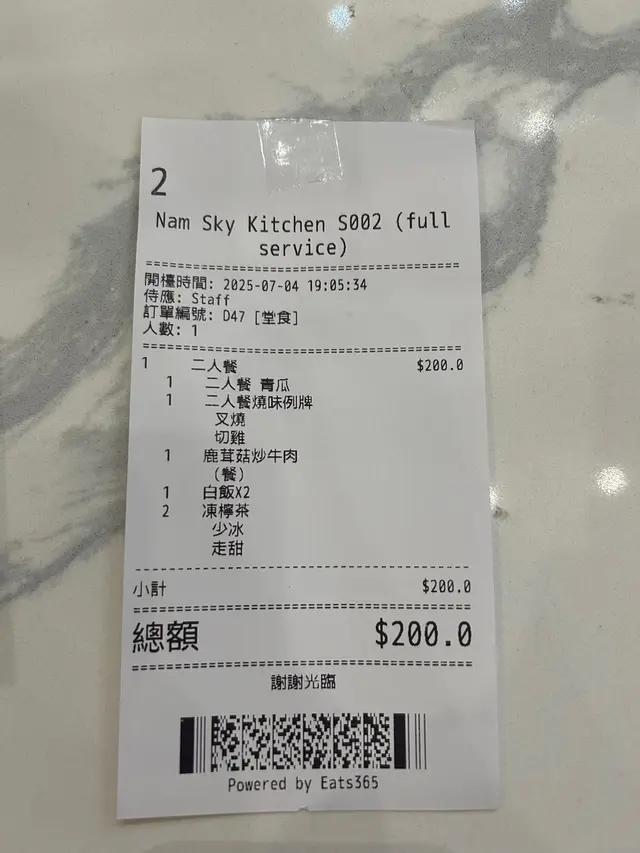 2
Nam Sky Kitchen S002 (full
service)
開檯時間: 2025-07-04 19:05:34
侍應: Staff
訂單編號: D47 [堂食]
人數: 1
1 二人餐 $200.0
1 二人餐 青瓜
1 二人餐燒味例牌
叉燒
切雞
1 鹿茸菇炒牛肉
(餐)
1 白飯X2
2 凍檸茶
少冰
走甜
小計 $200.0
總額 $200.0
謝謝光臨
Powered by Eats365